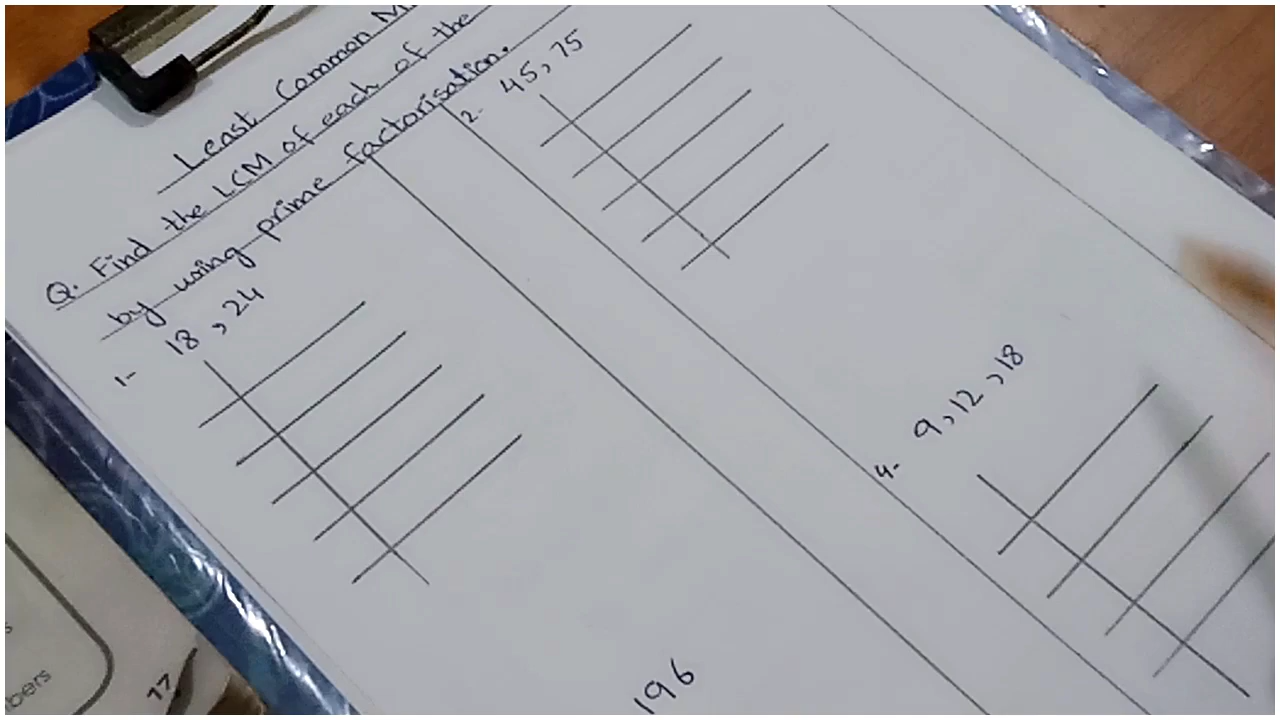 Least Common M
Q. Find the LCM of each of the
by using prime factorisation.
1- 18, 24
2- 45, 75
4- 9, 12, 18
196
17
bers